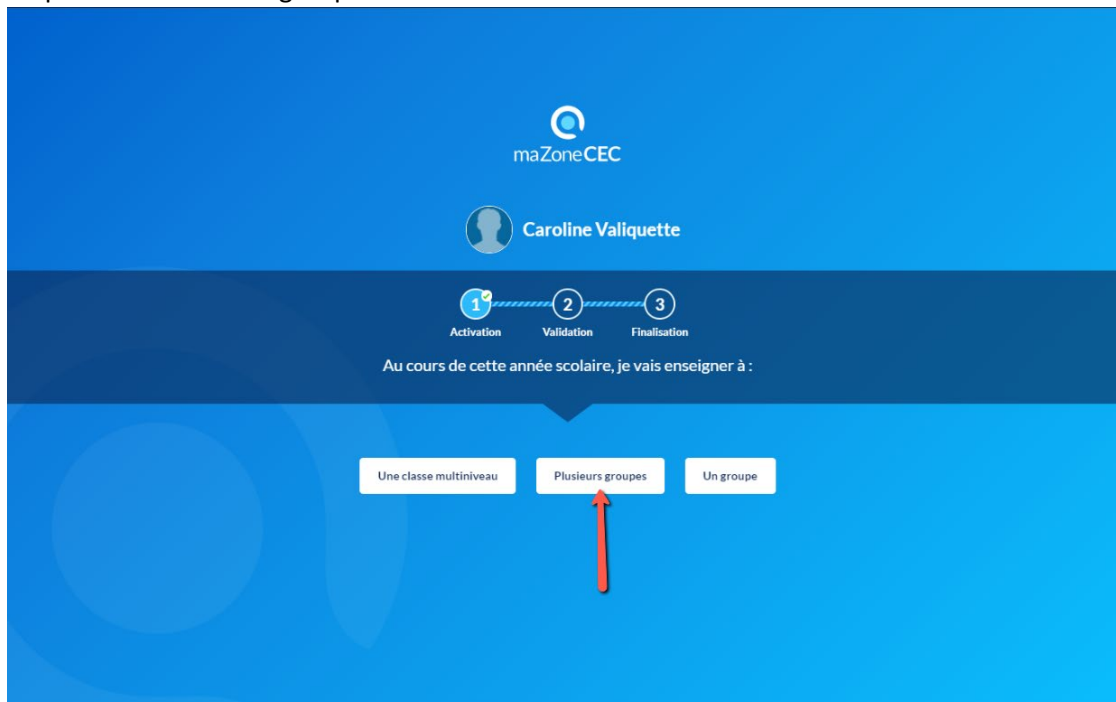 maZoneCEC
Caroline Valiquette
1 2 3
Activation Validation Finalisation
Au cours de cette année scolaire, je vais enseigner à :
Une classe multiniveau Plusieurs groupes Un groupe